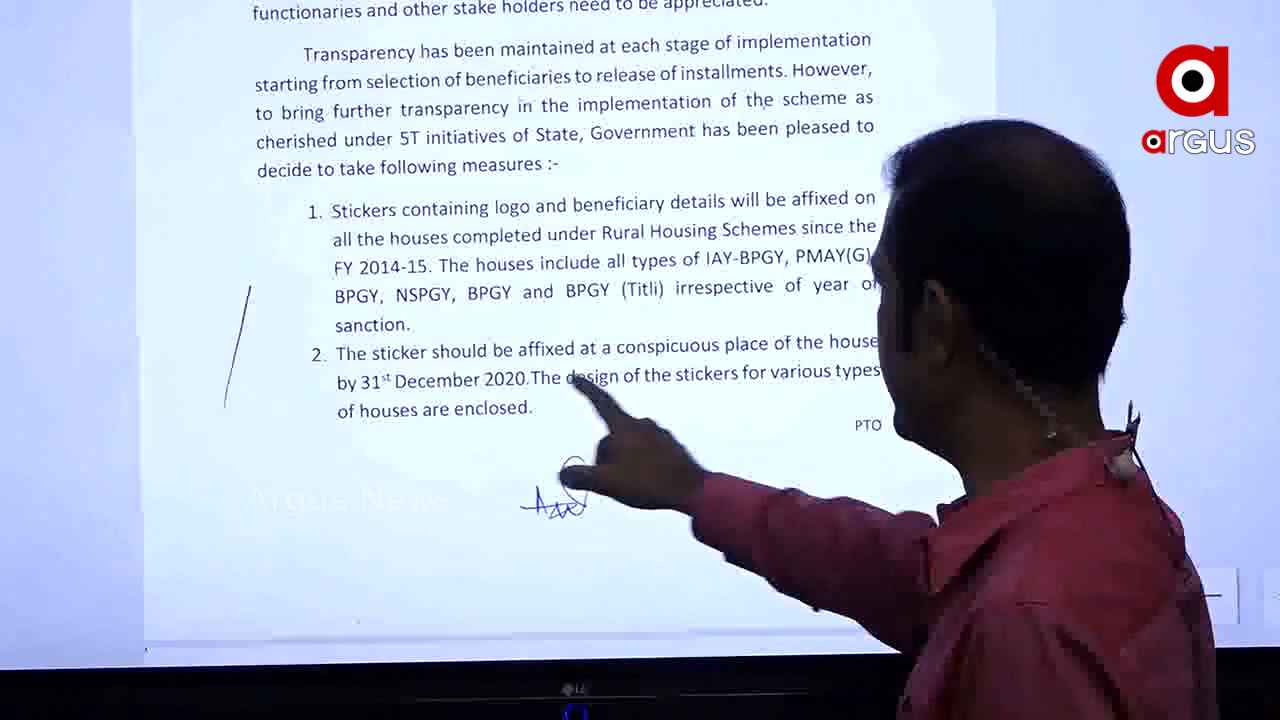 functionaries and other stake holders need to be appreciated.
Transparency has been maintained at each stage of implementation
starting from selection of beneficiaries to release of installments. However,
to bring further transparency in the implementation of the scheme as
cherished under 5T initiatives of State, Government has been pleased to
decide to take following measures :-
1. Stickers containing logo and beneficiary details will be affixed on
all the houses completed under Rural Housing Schemes since the
FY 2014-15. The houses include all types of IAY-BPGY, PMAY(G)
BPGY, NSPGY, BPGY and BPGY (Titli) irrespective of year of
sanction.
2. The sticker should be affixed at a conspicuous place of the house
by 31st December 2020.The design of the stickers for various types
of houses are enclosed.
PTO
Argus News
argus
LG